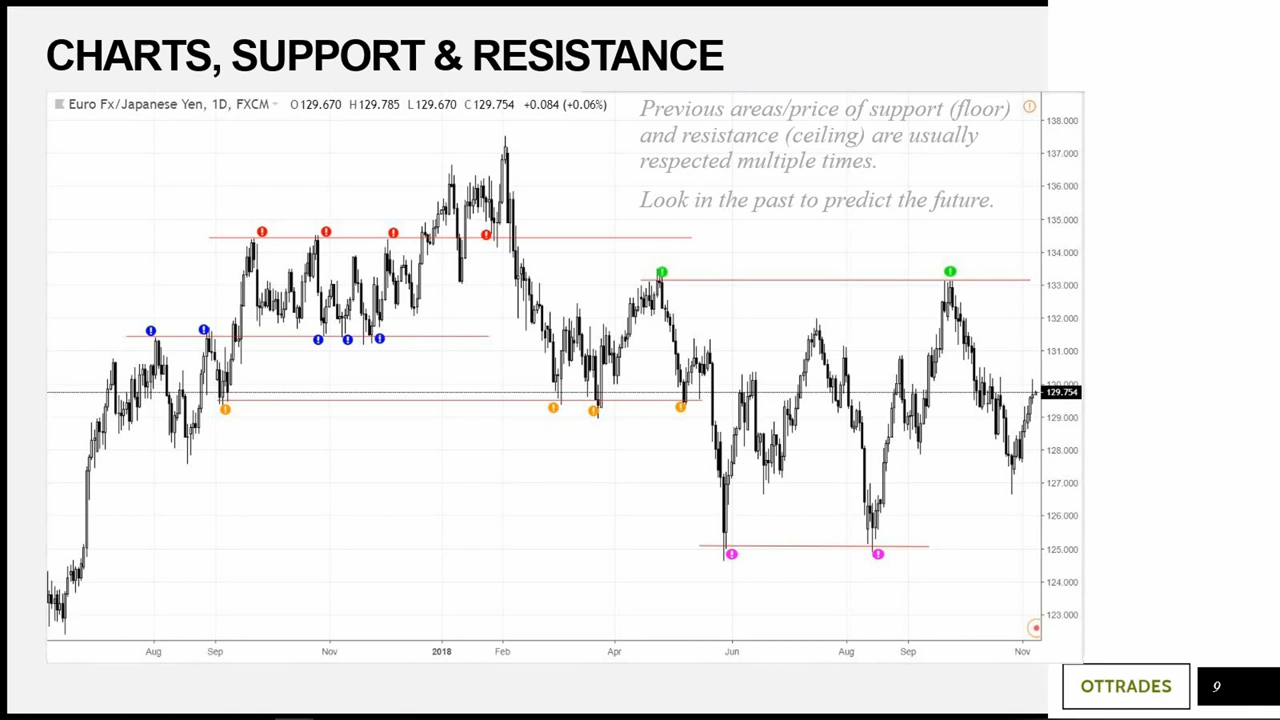 CHARTS, SUPPORT & RESISTANCE
Euro Fx/Japanese Yen, 1D, FXCM O129.670 H129.785 L129.670 C129.754 +0.084 (+0.06%)
Previous areas/price of support (floor)
and resistance (ceiling) are usually
respected multiple times.
Look in the past to predict the future.
138.000
137.000
136.000
135.000
134.000
133.000
132.000
131.000
130.000
129.754
129.000
128.000
127.000
126.000
125.000
124.000
123.000
Aug Sep Nov 2018 Feb Apr Jun Aug Sep Nov
OTTRADES
9